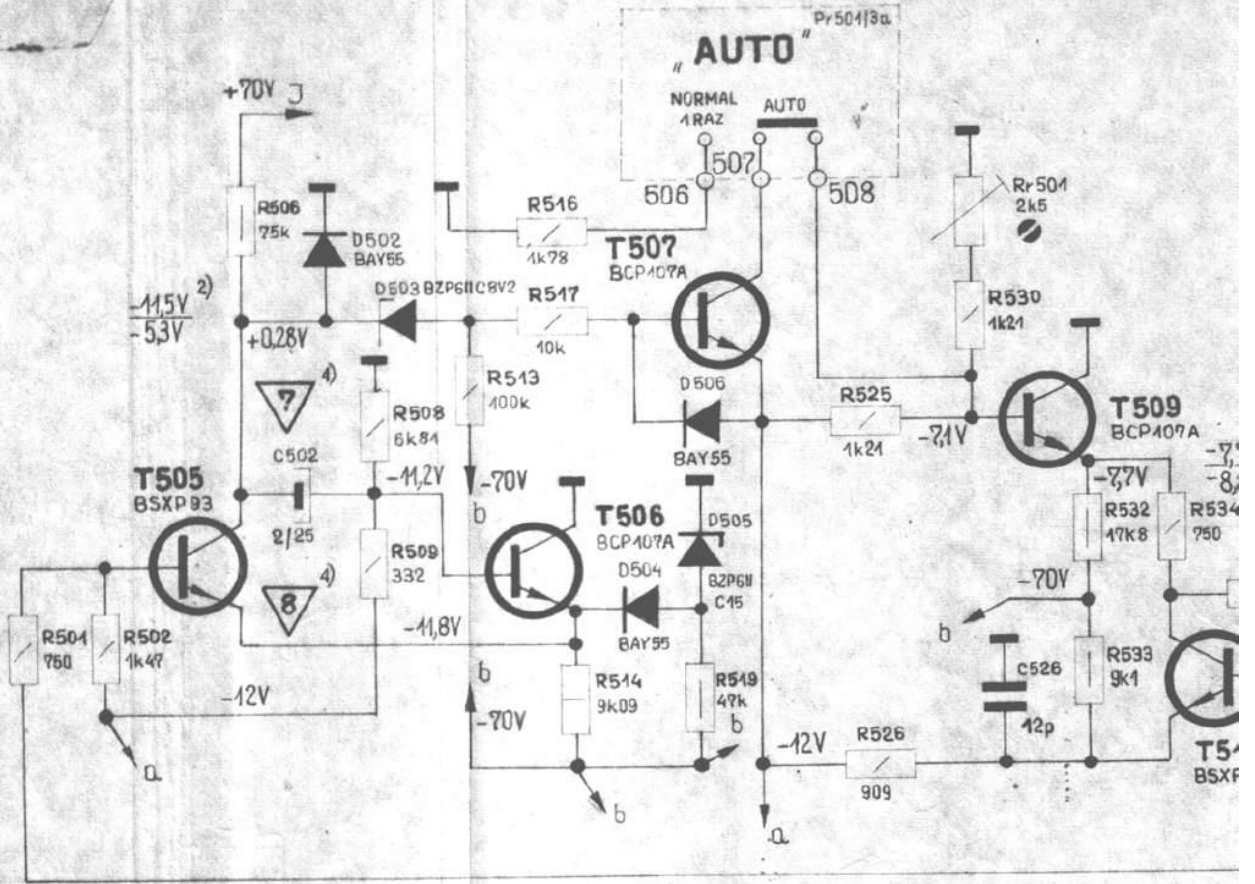 Pr501/3a
„AUTO"
NORMAL
1RAZ
AUTO
506
507
508
+70V J
R506
75k
D502
BAY55
R516
1k78
T507
BCP107A
Rr501
2k5
-11,5V 2)
-5,3V
+0,28V
D503 BZP611C8V2
R517
10k
R530
1k21
7 4)
R508
6k81
R513
100k
D506
BAY55
R525
1k21
-7,1V
T509
BCP107A
-7,7V
T505
BSXP93
C502
2/25
-11,2V
-70V
b
T506
BCP107A
D505
BZP611
C15
R532
17k8
R534
750
8 4)
R509
332
D504
BAY55
-70V
b
R501
750
R502
1k47
-11,8V
b
-70V
R514
9k09
R519
47k
b
C526
12p
R533
9k1
-12V
a
b
-12V
R526
909
a
T51
BSXP